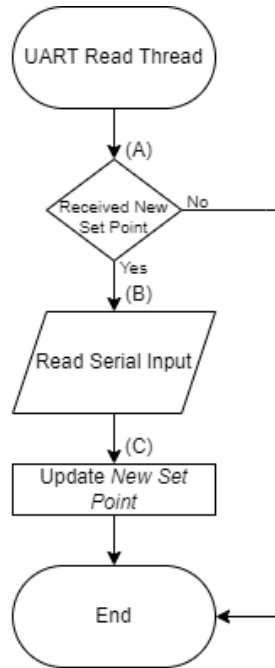 UART Read Thread
(A)
Received New
Set Point
No
Yes
(B)
Read Serial Input
(C)
Update New Set
Point
End